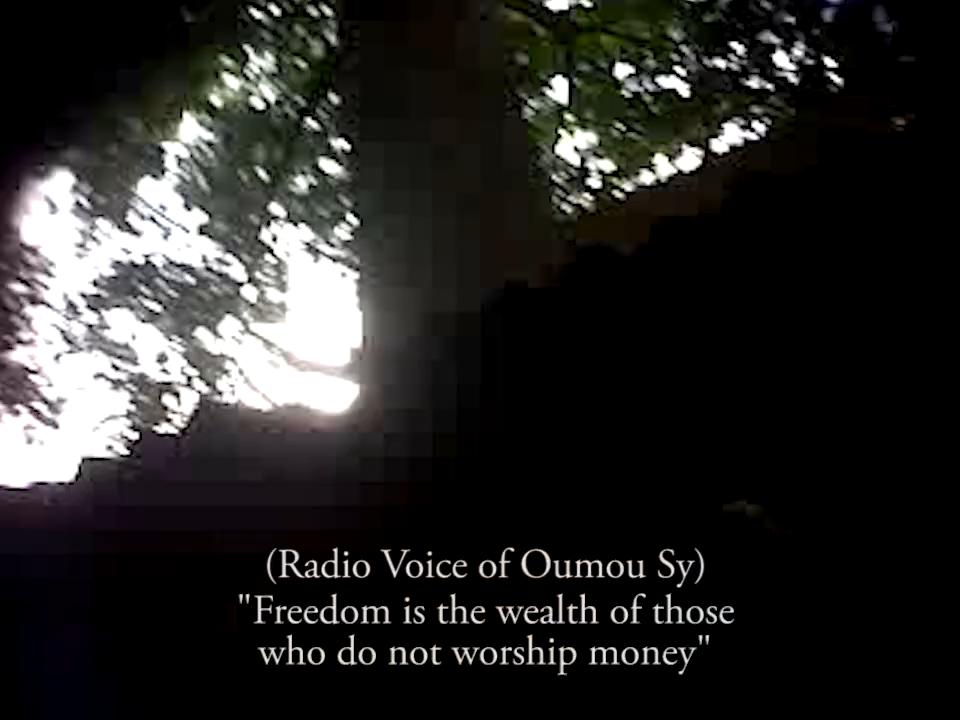 (Radio Voice of Oumou Sy)
"Freedom is the wealth of those
who do not worship money"